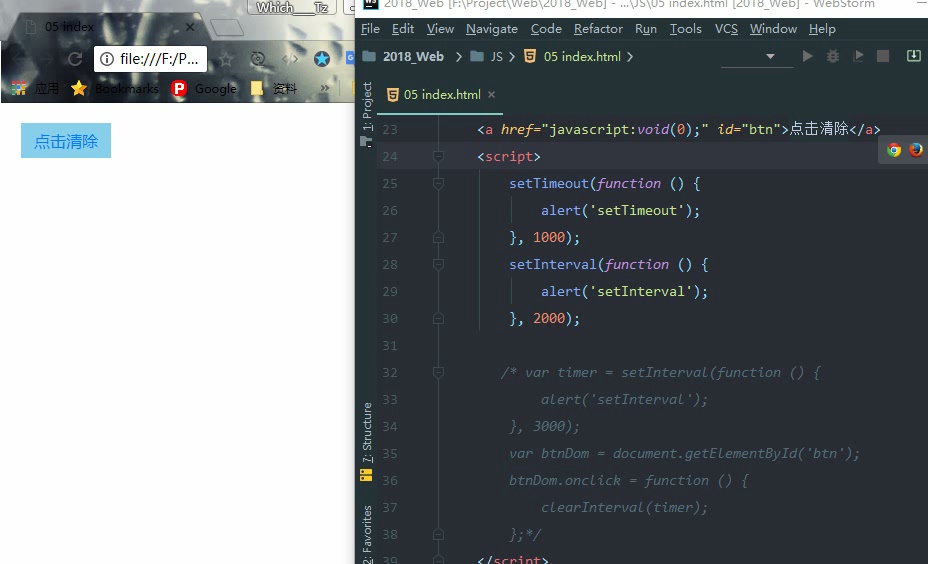 Which___Tz
05 index
file:///F:/P...
应用
Bookmarks
Google
资料
»
点击清除
2018_Web [F:\Project\Web\2018_Web] - ...\JS\05 index.html [2018_Web] - WebStorm
File Edit View Navigate Code Refactor Run Tools VCS Window Help
2018_Web JS 05 index.html
05 index.html
1: Project
7: Structure
2: Favorites
23 <a href="javascript:void(0);" id="btn">点击清除</a>
24 <script>
25 setTimeout(function () {
26 alert('setTimeout');
27 }, 1000);
28 setInterval(function () {
29 alert('setInterval');
30 }, 2000);
31
32 /* var timer = setInterval(function () {
33 alert('setInterval');
34 }, 3000);
35 var btnDom = document.getElementById('btn');
36 btnDom.onclick = function () {
37 clearInterval(timer);
38 };*/
39 </script>